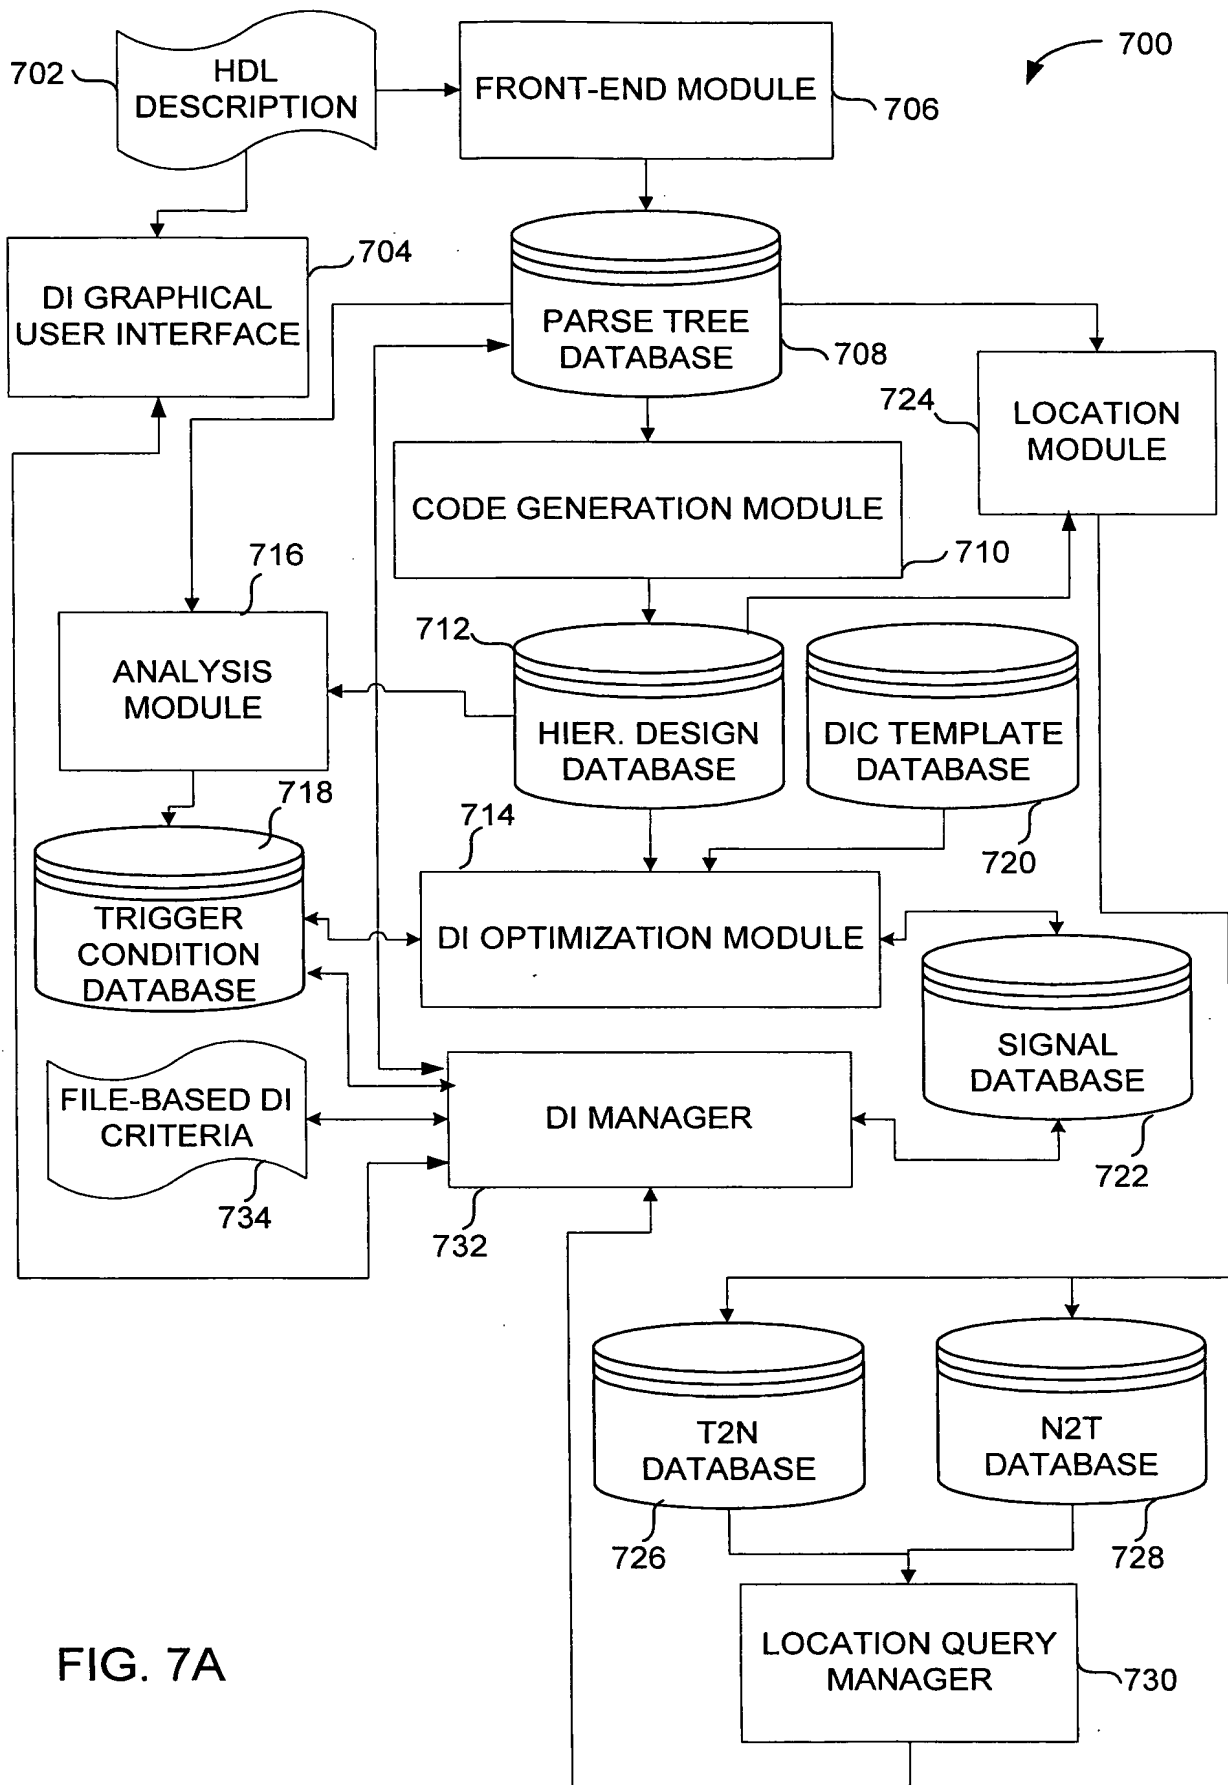 700
702
HDL
DESCRIPTION
FRONT-END MODULE
706
704
DI GRAPHICAL
USER INTERFACE
PARSE TREE
DATABASE
708
724
LOCATION
MODULE
CODE GENERATION MODULE
710
716
ANALYSIS
MODULE
712
HIER. DESIGN
DATABASE
DIC TEMPLATE
DATABASE
720
718
TRIGGER
CONDITION
DATABASE
714
DI OPTIMIZATION MODULE
SIGNAL
DATABASE
722
FILE-BASED DI
CRITERIA
734
DI MANAGER
732
T2N
DATABASE
726
N2T
DATABASE
728
LOCATION QUERY
MANAGER
730
FIG. 7A